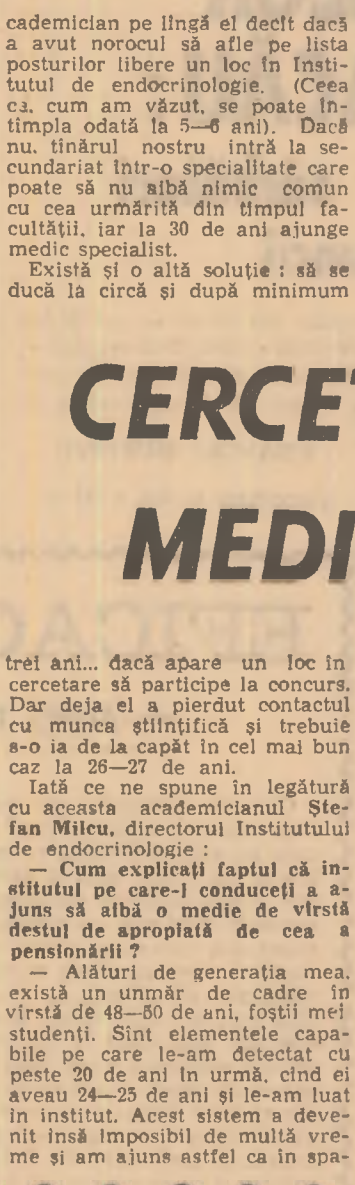 cademician pe lîngă el decît dacă
a avut norocul să afle pe lista
posturilor libere un loc în Insti-
tutul de endocrinologie. (Ceea
ca, cum am văzut, se poate în-
tîmpla odată la 5—6 ani). Dacă
nu, tînărul nostru intră la se-
cundariat într-o specialitate care
poate să nu aibă nimic comun
cu cea urmărită din timpul fa-
cultății, iar la 30 de ani ajunge
medic specialist.
Există și o altă soluție : să se
ducă la circă și după minimum
CERCET
MEDI
trei ani... dacă apare un loc în
cercetare să participe la concurs.
Dar deja el a pierdut contactul
cu munca științifică și trebuie
s-o ia de la capăt în cel mai bun
caz la 26—27 de ani.
Iată ce ne spune în legătură
cu aceasta academicianul Ște-
fan Milcu, directorul Institutului
de endocrinologie :
— Cum explicați faptul că in-
stitutul pe care-l conduceți a a-
juns să aibă o medie de vîrstă
destul de apropiată de cea a
pensionării ?
— Alături de generația mea,
există un unmăr de cadre în
vîrstă de 48—50 de ani, foștii mei
studenți. Sînt elementele capa-
bile pe care le-am detectat cu
peste 20 de ani în urmă, cînd ei
aveau 24—25 de ani și le-am luat
în institut. Acest sistem a deve-
nit însă imposibil de multă vre-
me și am ajuns astfel ca în spa-